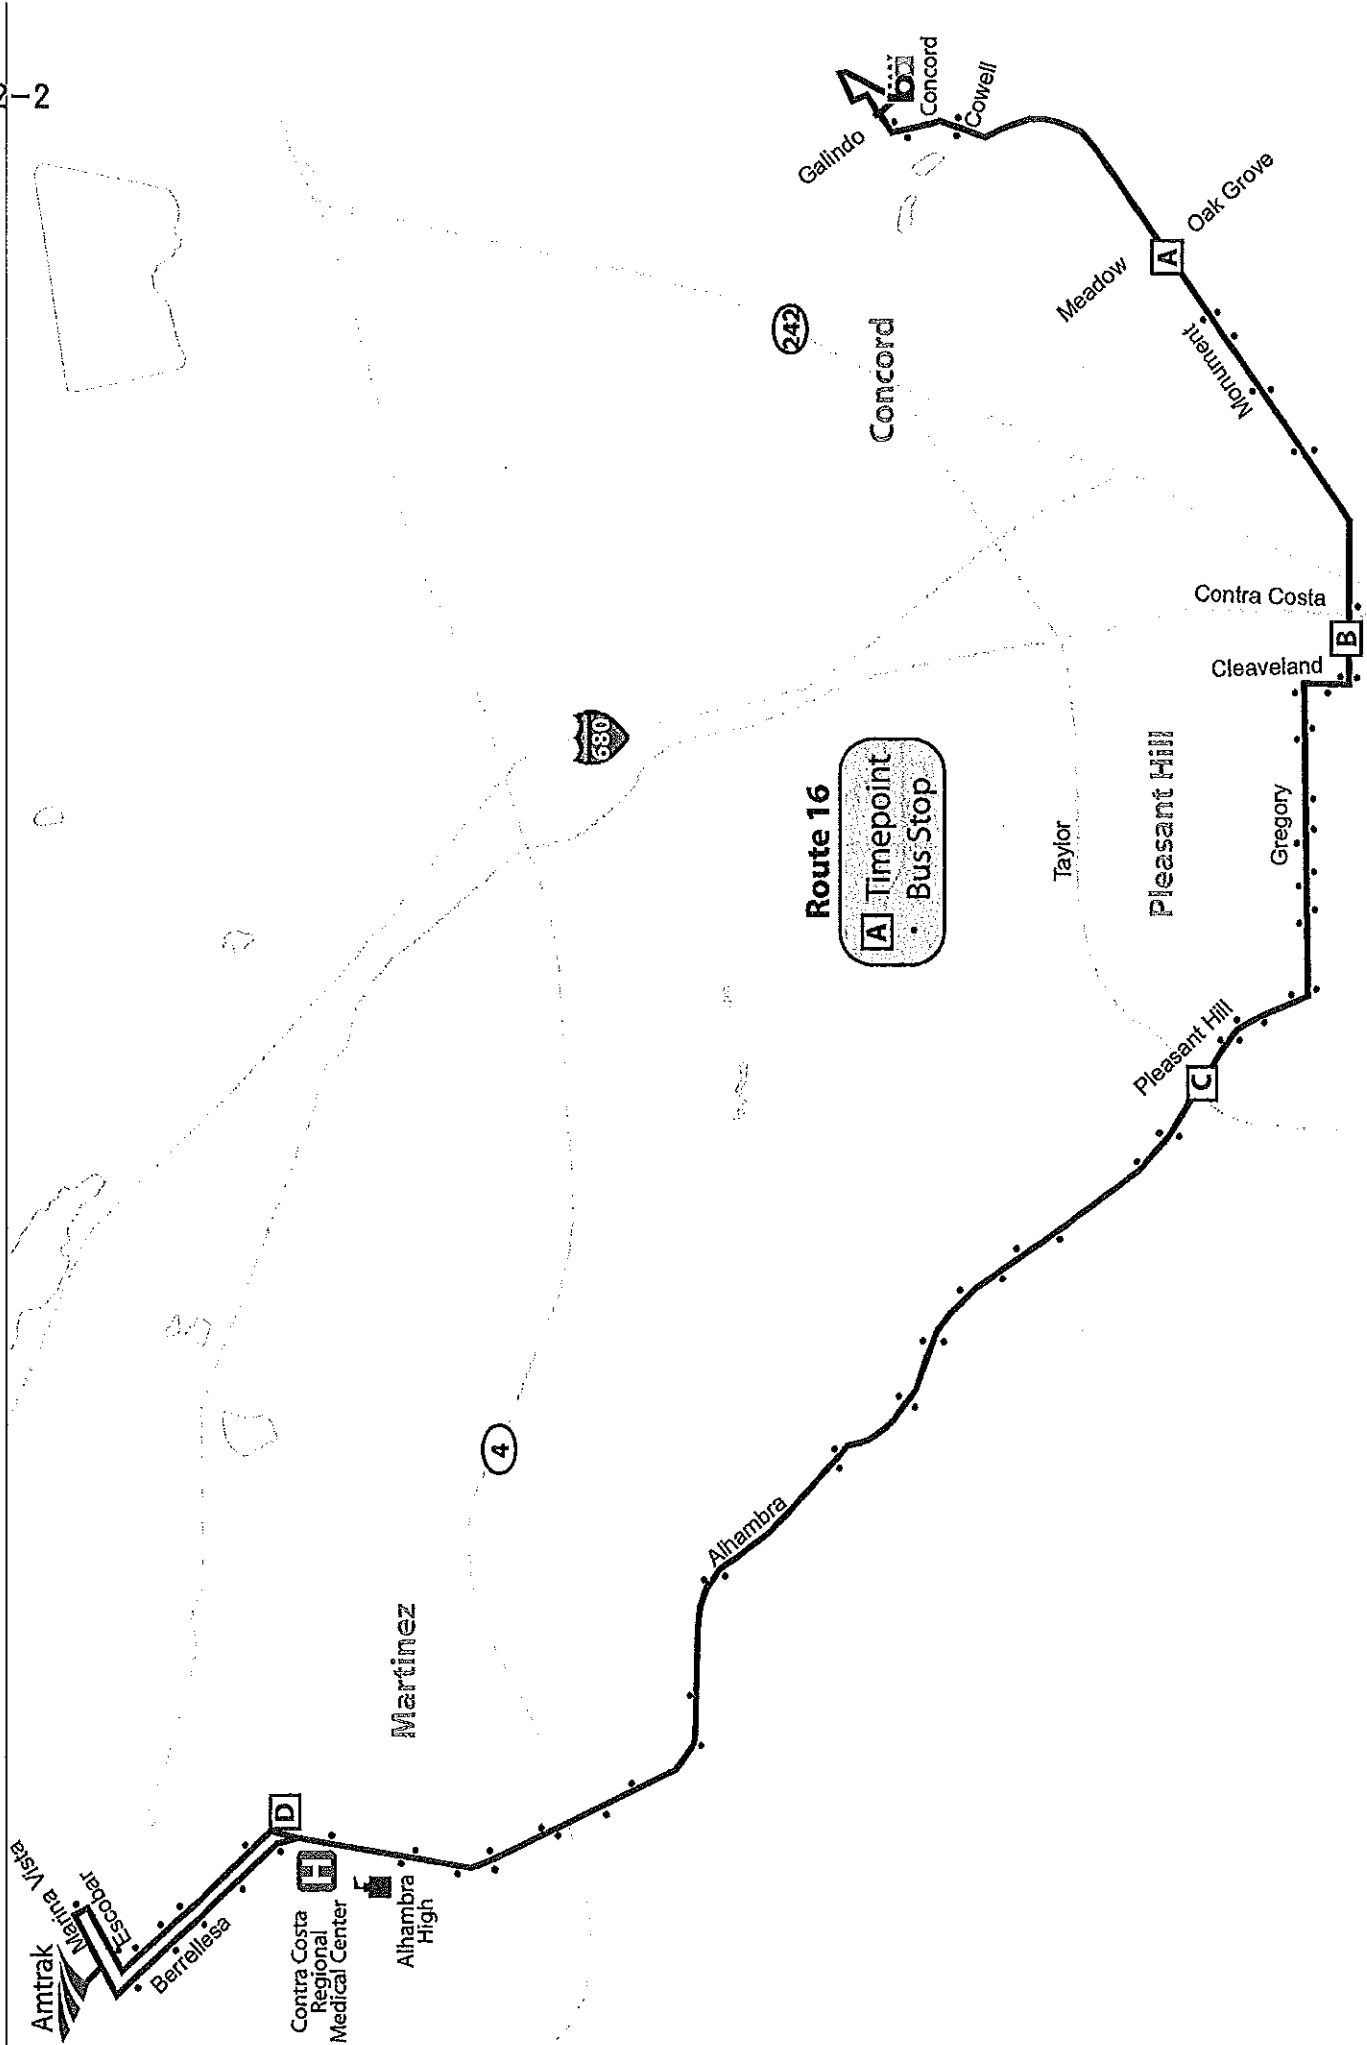 2-2
Amtrak
Marina Vista
Escobar
Berrellesa
D
H
Contra Costa
Regional
Medical Center
Alhambra
High
Martinez
4
Alhambra
680
Route 16
A Timepoint
• Bus Stop
242
Concord
Galindo
ba
Concord
Cowell
Taylor
Pleasant Hill
Pleasant Hill
C
Gregory
Cleaveland
B
Contra Costa
Monument
Meadow
A
Oak Grove